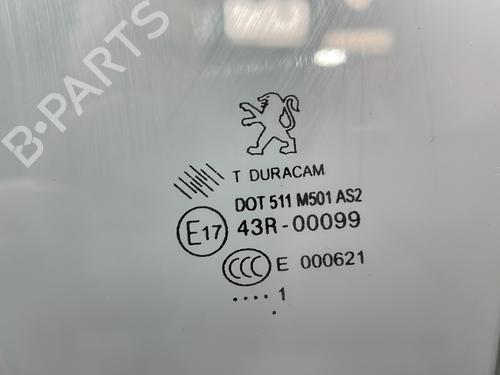 B-PARTS
T DURACAM
DOT 511 M501 AS2
E17 43R-00099
CCC E 000621
.... 1
.